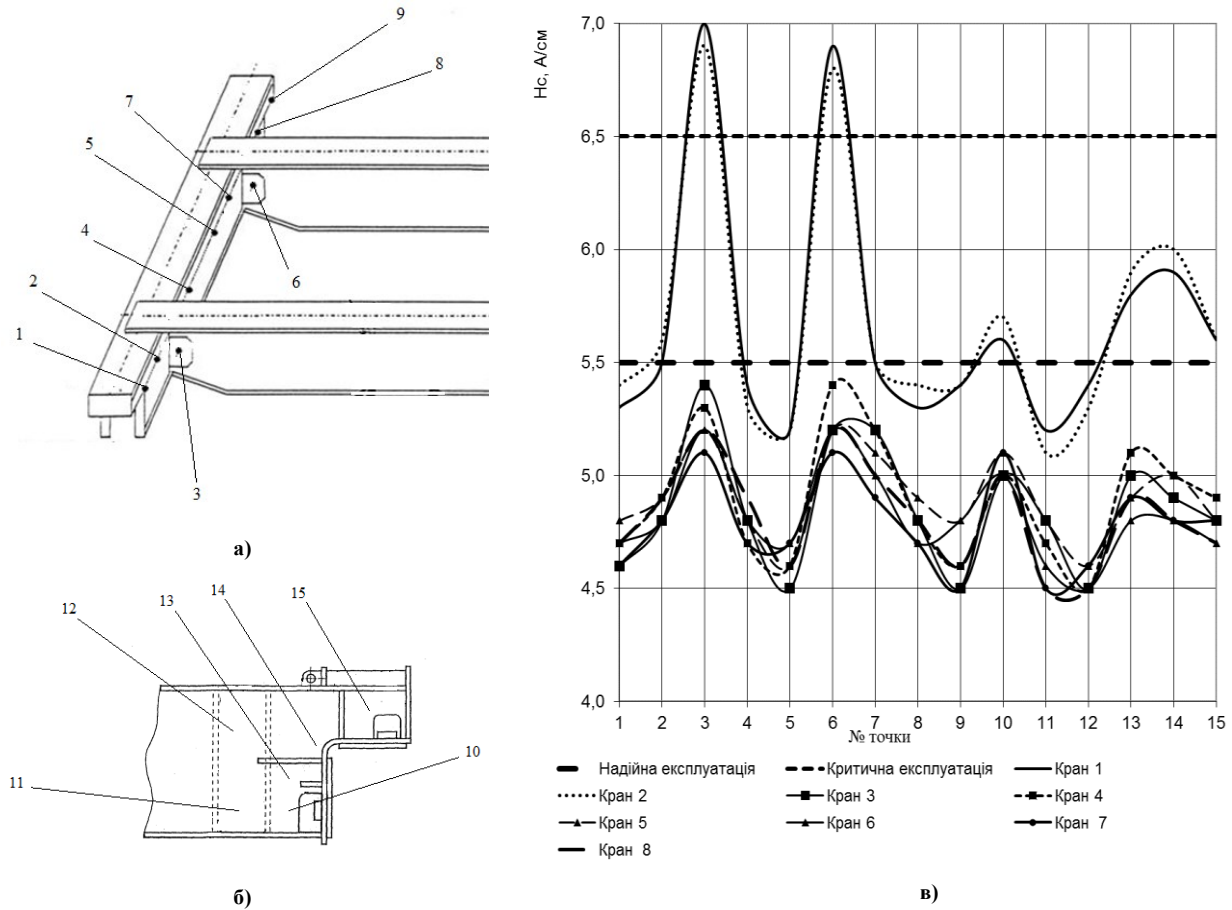 9
8
7
5
4
2
1
6
3
а)
12
13
14
15
11
10
б)
Hc, А/см
7,0
6,5
6,0
5,5
5,0
4,5
4,0
1 2 3 4 5 6 7 8 9 10 11 12 13 14 15
№ точки
Надійна експлуатація Критична експлуатація Кран 1
Кран 2 Кран 3 Кран 4
Кран 5 Кран 6 Кран 7
Кран 8
в)